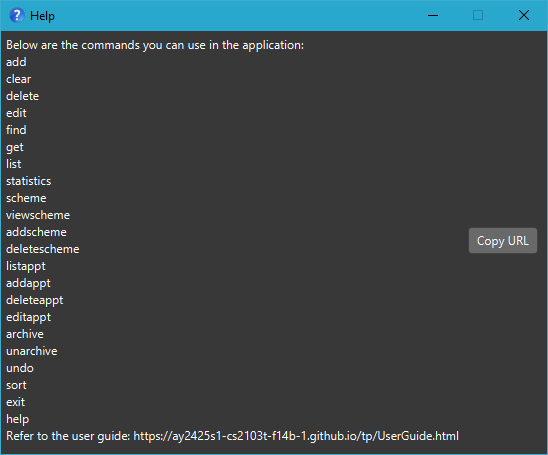 Help
Below are the commands you can use in the application:
add
clear
delete
edit
find
get
list
statistics
scheme
viewscheme
addscheme
deletescheme
listappt
addappt
deleteappt
editappt
archive
unarchive
undo
sort
exit
help
Refer to the user guide: https://ay2425s1-cs2103t-f14b-1.github.io/tp/UserGuide.html
Copy URL